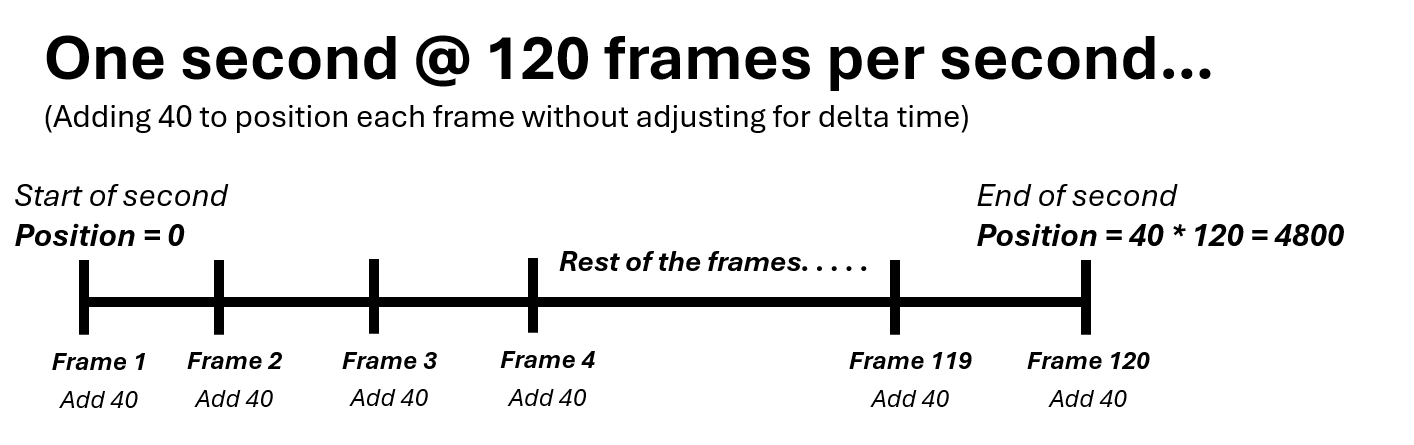 One second @ 120 frames per second...
(Adding 40 to position each frame without adjusting for delta time)
Start of second
Position = 0
End of second
Position = 40 * 120 = 4800
Rest of the frames. . . . .
Frame 1
Add 40
Frame 2
Add 40
Frame 3
Add 40
Frame 4
Add 40
Frame 119
Add 40
Frame 120
Add 40